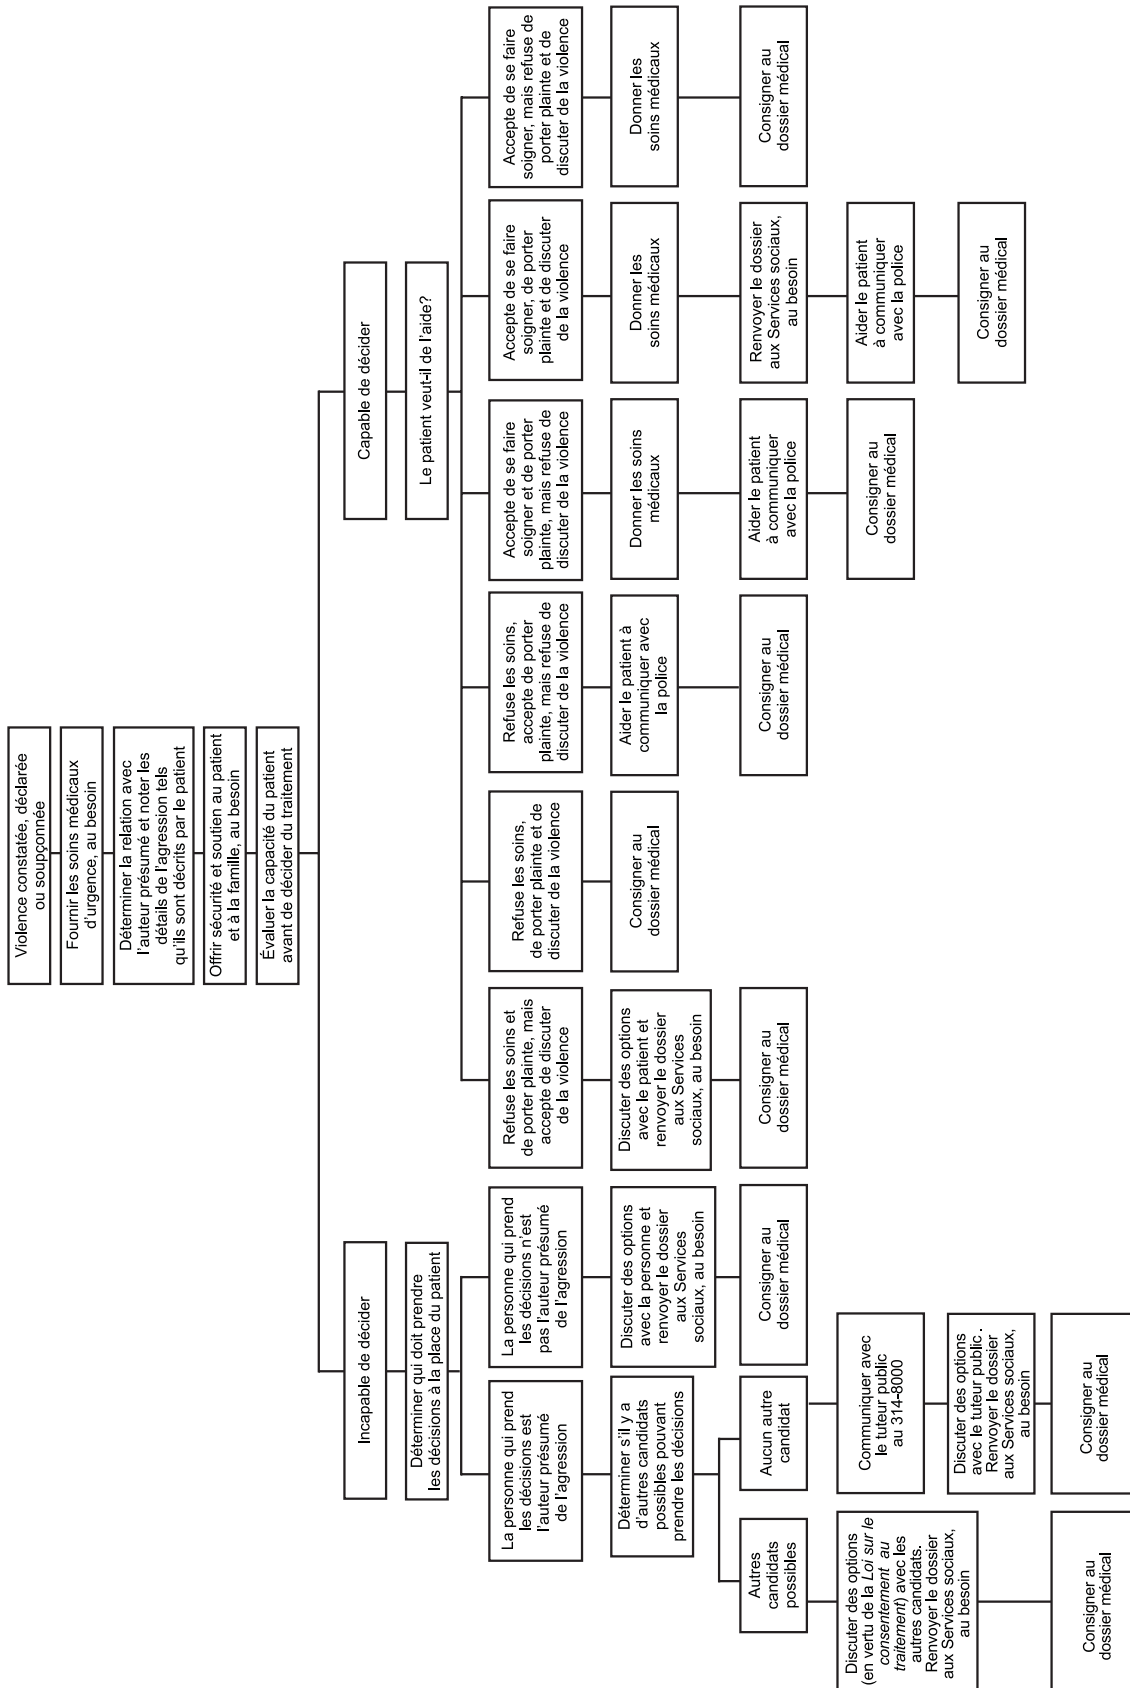 Violence constatée, déclarée
ou soupçonnée
Fournir les soins médicaux
d'urgence, au besoin
Déterminer la relation avec
l'auteur présumé et noter les
détails de l'agression tels
qu'ils sont décrits par le patient
Offrir sécurité et soutien au patient
et à la famille, au besoin
Évaluer la capacité du patient
avant de décider du traitement
Incapable de décider
Déterminer qui doit prendre
les décisions à la place du patient
La personne qui prend
les décisions est
l'auteur présumé
de l'agression
Déterminer s'il y a
d'autres candidats
possibles pouvant
prendre les décisions
Autres
candidats
possibles
Discuter des options
(en vertu de la Loi sur le
consentement au
traitement) avec les
autres candidats.
Renvoyer le dossier
aux Services sociaux,
au besoin
Consigner au
dossier médical
Aucun autre
candidat
Communiquer avec
le tuteur public
au 314-8000
Discuter des options
avec le tuteur public.
Renvoyer le dossier
aux Services sociaux,
au besoin
Consigner au
dossier médical
La personne qui prend
les décisions n'est
pas l'auteur présumé
de l'agression
Discuter des options
avec la personne et
renvoyer le dossier
aux Services
sociaux, au besoin
Consigner au
dossier médical
Capable de décider
Le patient veut-il de l'aide?
Refuse les soins et
de porter plainte, mais
accepte de discuter
de la violence
Discuter des options
avec le patient et
renvoyer le dossier
aux Services
sociaux, au besoin
Consigner au
dossier médical
Refuse les soins,
de porter plainte et de
discuter de la violence
Consigner au
dossier médical
Refuse les soins,
accepte de porter
plainte, mais refuse de
discuter de la violence
Aider le patient à
communiquer avec
la police
Consigner au
dossier médical
Accepte de se faire
soigner et de porter
plainte, mais refuse de
discuter de la violence
Donner les soins
médicaux
Aider le patient
à communiquer
avec la police
Consigner au
dossier médical
Accepte de se faire
soigner, de porter
plainte et de discuter
de la violence
Donner les
soins médicaux
Renvoyer le dossier
aux Services sociaux,
au besoin
Aider le patient
à communiquer
avec la police
Consigner au
dossier médical
Accepte de se faire
soigner, mais refuse de
porter plainte et de
discuter de la violence
Donner les
soins médicaux
Consigner au
dossier médical